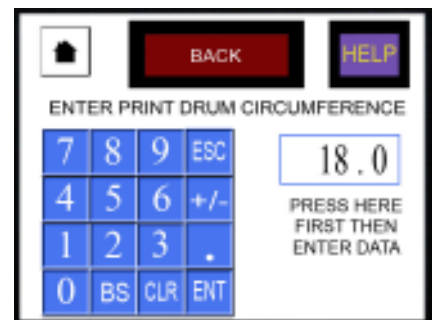 BACK
HELP
ENTER PRINT DRUM CIRCUMFERENCE
7 8 9 ESC
4 5 6 +/-
1 2 3 .
0 BS CLR ENT
18.0
PRESS HERE
FIRST THEN
ENTER DATA